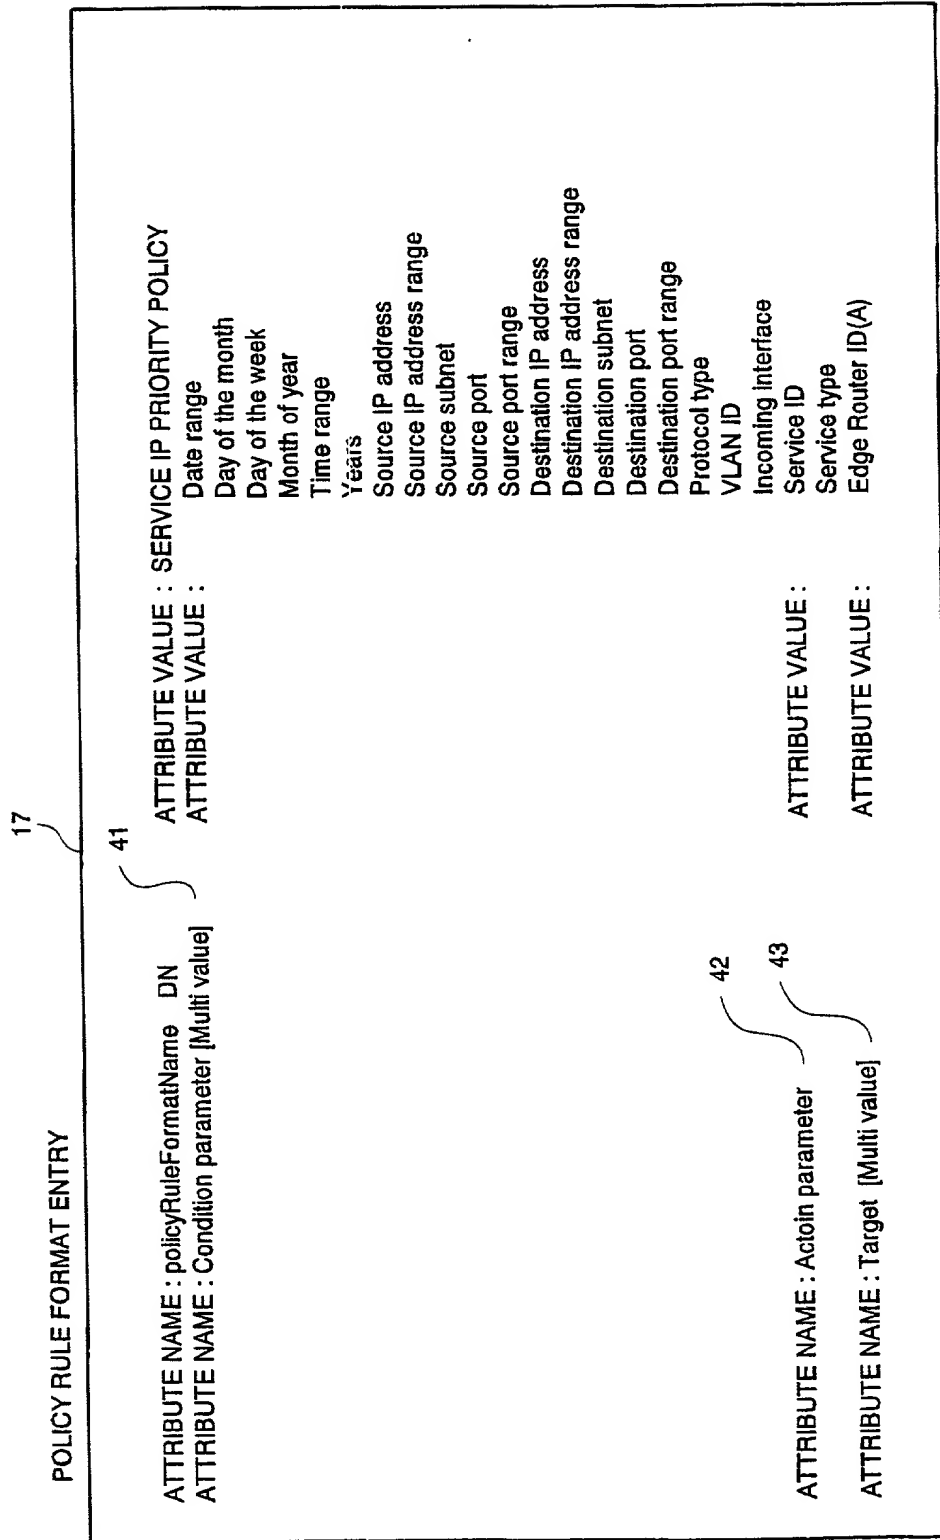 POLICY RULE FORMAT ENTRY
17
ATTRIBUTE NAME : policyRuleFormatName DN ATTRIBUTE VALUE : SERVICE IP PRIORITY POLICY
ATTRIBUTE NAME : Condition parameter [Multi value] 41 ATTRIBUTE VALUE : Date range
Day of the month
Day of the week
Month of year
Time range
Years
Source IP address
Source IP address range
Source subnet
Source port
Source port range
Destination IP address
Destination IP address range
Destination subnet
Destination port
Destination port range
Protocol type
VLAN ID
Incoming interface
ATTRIBUTE NAME : Actoin parameter 42 ATTRIBUTE VALUE : Service ID
Service type
ATTRIBUTE NAME : Target [Multi value] 43 ATTRIBUTE VALUE : Edge Router ID(A)